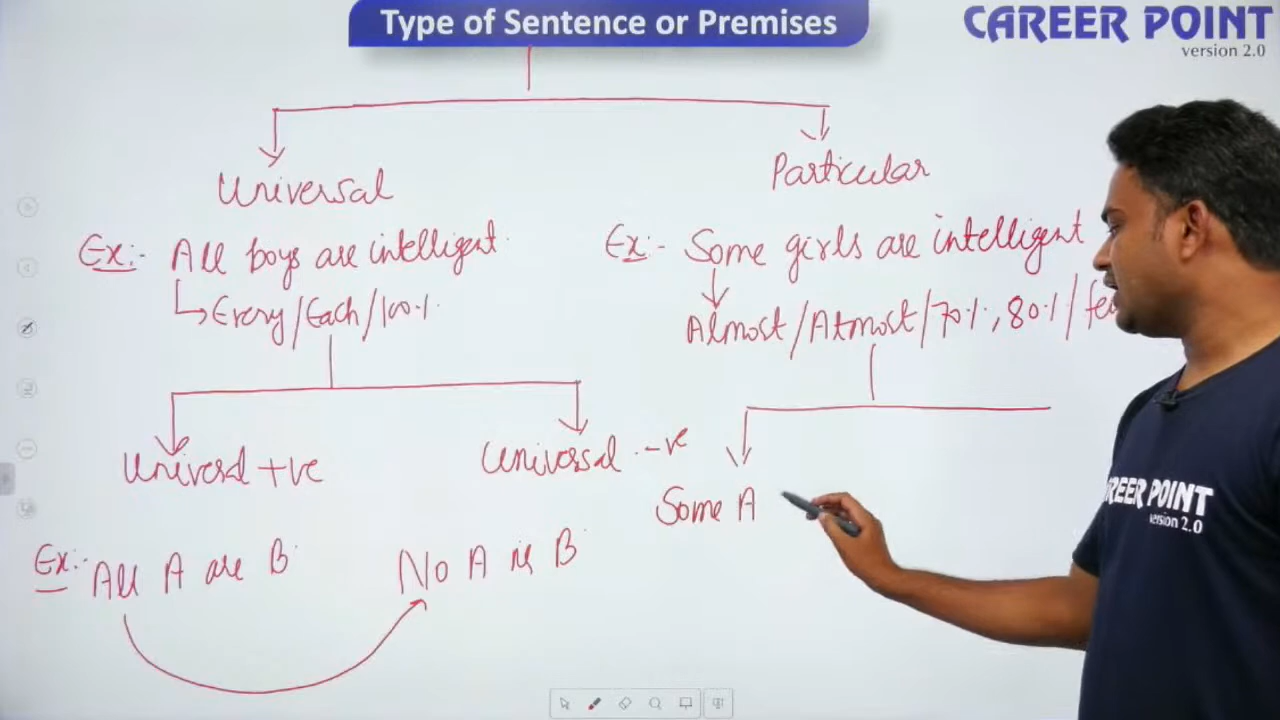 Type of Sentence or Premises
CAREER POINT
version 2.0
Universal
Particular
Ex:- All boys are intelligent
Ex:- Some girls are intelligent
Every/Each/100%
Almost/Atmost/70%, 80%/
Univeral +ve
Universal -ve
Some A
Ex:- All A are B
No A is B
CAREER POINT
version 2.0